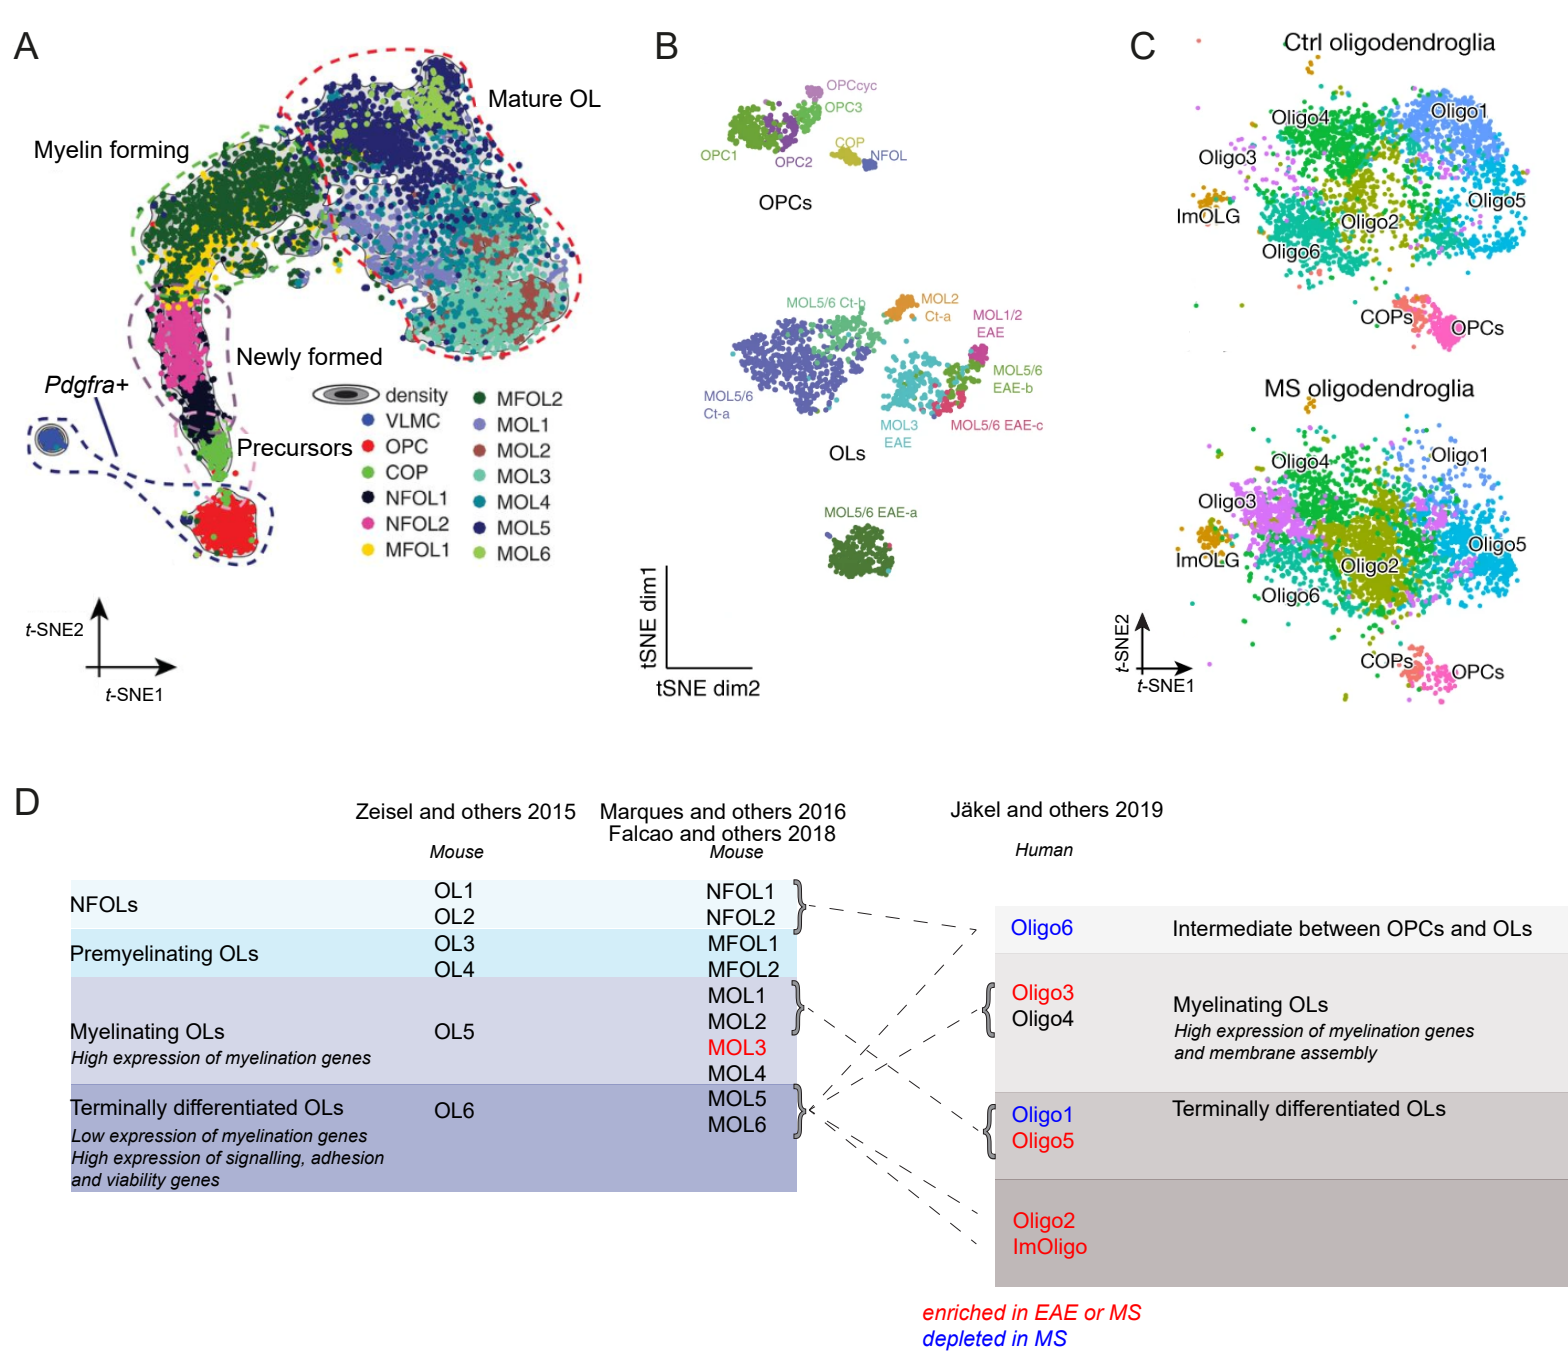 A
Mature OL
Myelin forming
Newly formed
Pdgfra+
Precursors
density
VLMC
OPC
COP
NFOL1
NFOL2
MFOL1
MFOL2
MOL1
MOL2
MOL3
MOL4
MOL5
MOL6
t-SNE2
t-SNE1
B
OPCcyc
OPC3
OPC1
OPC2
COP
NFOL
OPCs
MOL5/6 Ct-b
MOL2
Ct-a
MOL1/2
EAE
MOL5/6
EAE-b
MOL5/6
Ct-a
MOL3
EAE
MOL5/6 EAE-c
OLs
MOL5/6 EAE-a
tSNE dim1
tSNE dim2
C
Ctrl oligodendroglia
Oligo4
Oligo1
Oligo3
ImOLG
Oligo5
Oligo2
Oligo6
COPs
OPCs
MS oligodendroglia
Oligo4
Oligo1
Oligo3
ImOLG
Oligo5
Oligo2
Oligo6
COPs
OPCs
t-SNE2
t-SNE1
D
Zeisel and others 2015
Mouse
Marques and others 2016
Falcao and others 2018
Mouse
Jäkel and others 2019
Human
NFOLs
OL1
OL2
NFOL1
NFOL2
Premyelinating OLs
OL3
OL4
MFOL1
MFOL2
Myelinating OLs
High expression of myelination genes
OL5
MOL1
MOL2
MOL3
MOL4
Terminally differentiated OLs
Low expression of myelination genes
High expression of signalling, adhesion
and viability genes
OL6
MOL5
MOL6
Oligo6
Intermediate between OPCs and OLs
Oligo3
Oligo4
Myelinating OLs
High expression of myelination genes
and membrane assembly
Oligo1
Oligo5
Terminally differentiated OLs
Oligo2
ImOligo
enriched in EAE or MS
depleted in MS